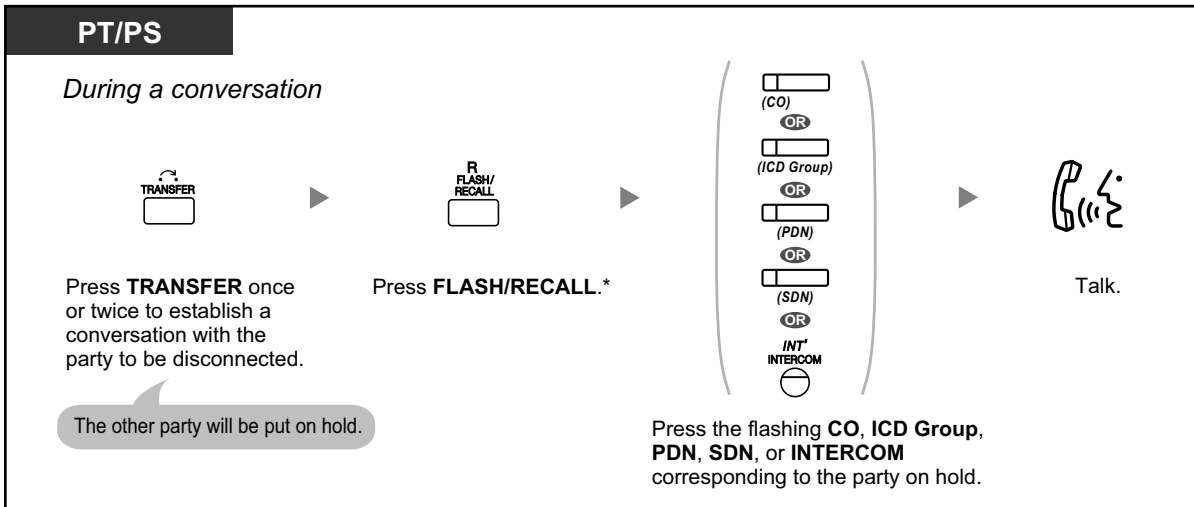 PT/PS
During a conversation
TRANSFER
Press TRANSFER once
or twice to establish a
conversation with the
party to be disconnected.
The other party will be put on hold.
R
FLASH/
RECALL
Press FLASH/RECALL.*
(CO)
OR
(ICD Group)
OR
(PDN)
OR
(SDN)
OR
INT'
INTERCOM
Press the flashing CO, ICD Group,
PDN, SDN, or INTERCOM
corresponding to the party on hold.
Talk.